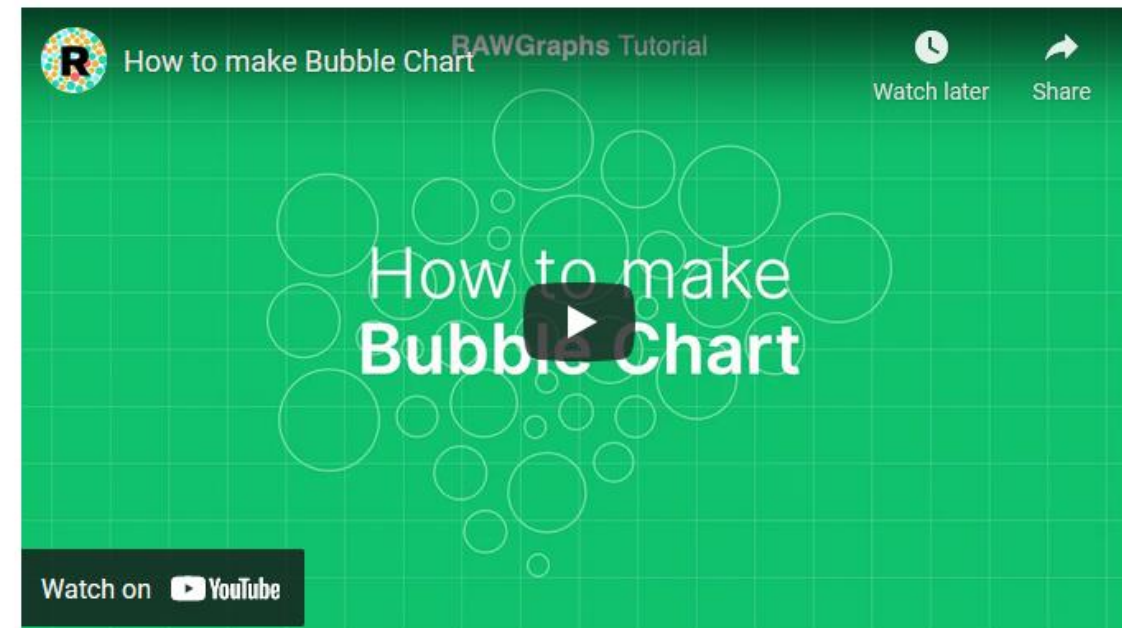 R
How to make Bubble Chart
RAWGraphs Tutorial
Watch later
Share
How to make
Bubble Chart
Watch on YouTube